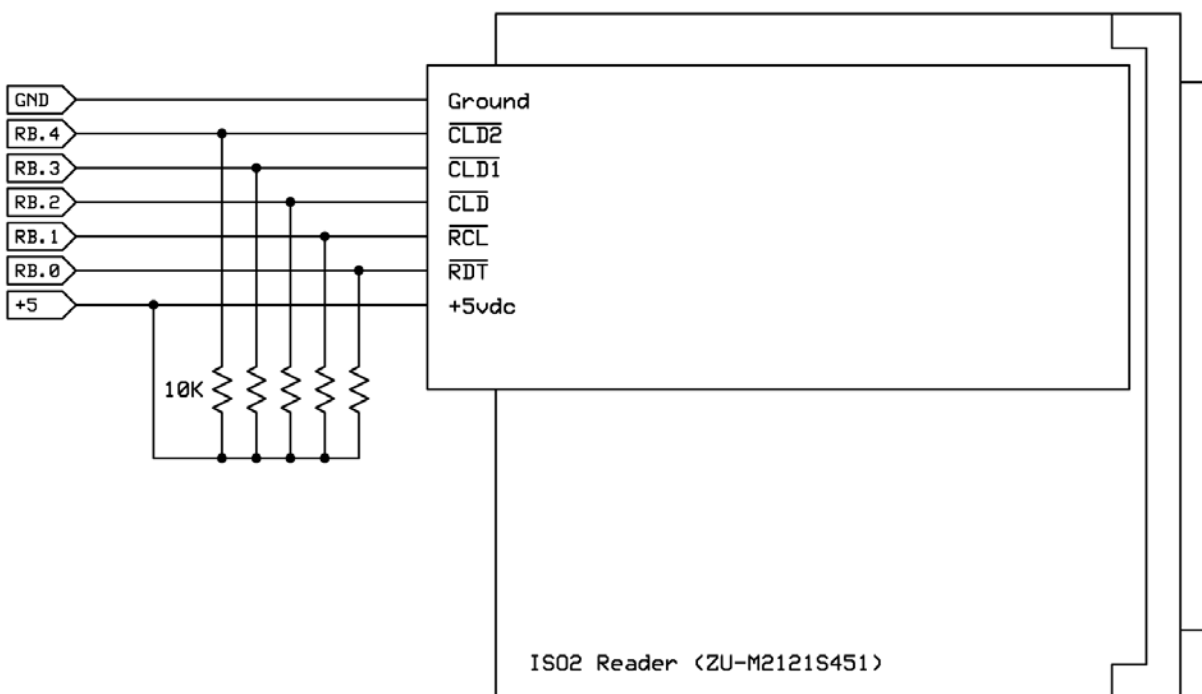 GND Ground
RB.4 CLD2
RB.3 CLD1
RB.2 CLD
RB.1 RCL
RB.0 RDT
+5 +5vdc
10K
ISO2 Reader (ZU-M2121S451)